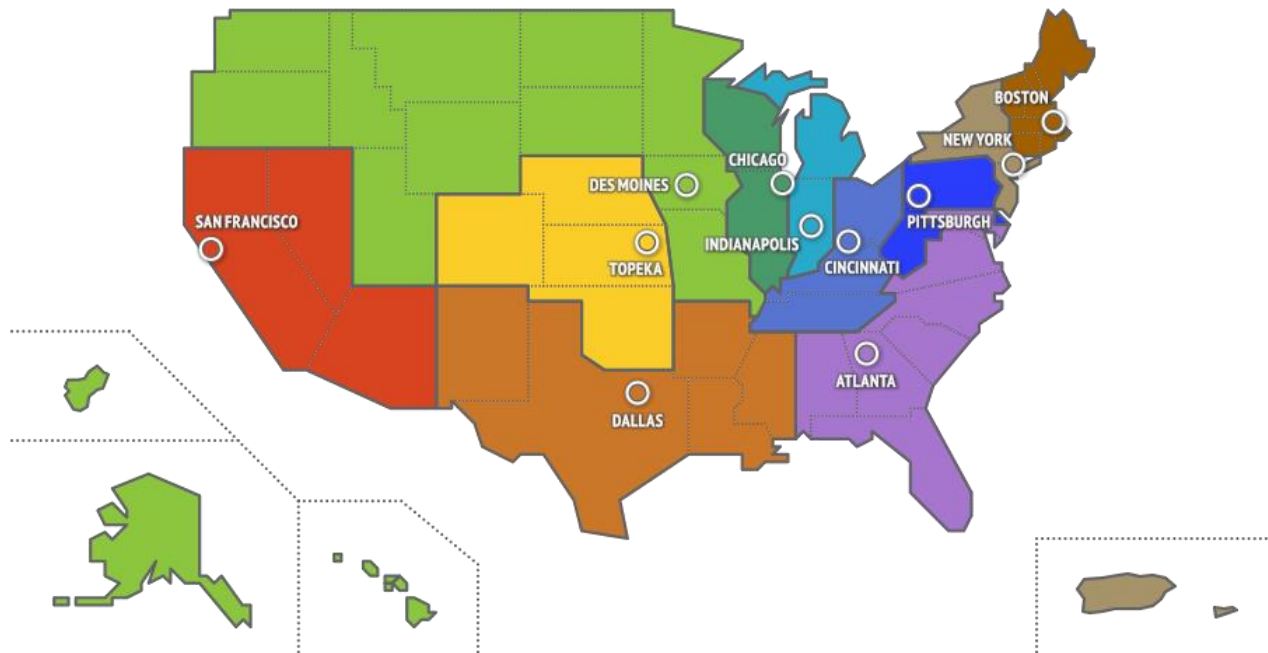 BOSTON
NEW YORK
CHICAGO
DES MOINES
SAN FRANCISCO
PITTSBURGH
INDIANAPOLIS
TOPEKA
CINCINNATI
ATLANTA
DALLAS